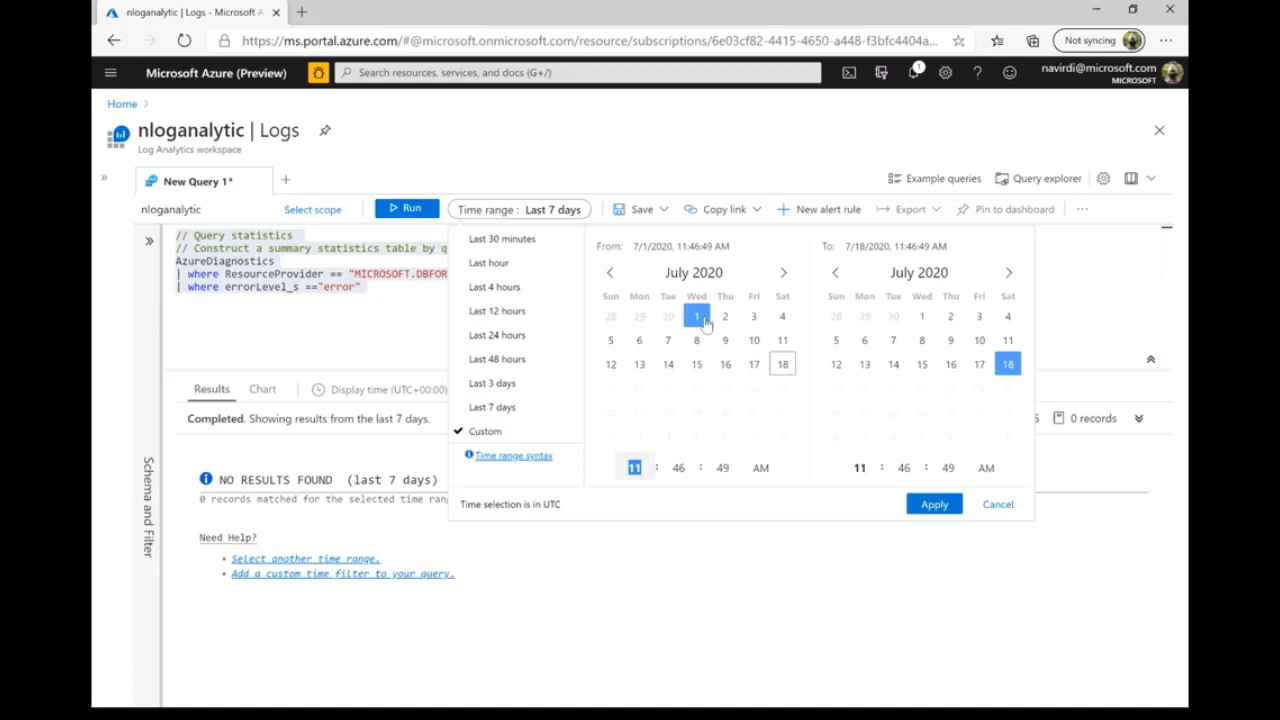 nloganalytic | Logs - Microsoft A
https://ms.portal.azure.com/#@microsoft.onmicrosoft.com/resource/subscriptions/6e03cf82-4415-4650-a448-f3bfc4404a...
Not syncing
Microsoft Azure (Preview)
Search resources, services, and docs (G+/)
1
navirdi@microsoft.com
MICROSOFT
Home
nloganalytic | Logs
Log Analytics workspace
New Query 1*
Example queries
Query explorer
nloganalytic
Select scope
Run
Time range : Last 7 days
Save
Copy link
New alert rule
Export
Pin to dashboard
// Query statistics
// Construct a summary statistics table by q
AzureDiagnostics
| where ResourceProvider == "MICROSOFT.DBFOR
| where errorLevel_s =="error"
Last 30 minutes
Last hour
Last 4 hours
Last 12 hours
Last 24 hours
Last 48 hours
Last 3 days
Last 7 days
Custom
Time range syntax
Time selection is in UTC
From: 7/1/2020, 11:46:49 AM
July 2020
Sun Mon Tue Wed Thu Fri Sat
28 29 30 1 2 3 4
5 6 7 8 9 10 11
12 13 14 15 16 17 18
11 : 46 : 49 AM
To: 7/18/2020, 11:46:49 AM
July 2020
Sun Mon Tue Wed Thu Fri Sat
28 29 30 1 2 3 4
5 6 7 8 9 10 11
12 13 14 15 16 17 18
11 : 46 : 49 AM
Apply
Cancel
Results
Chart
Display time (UTC+00:00)
Completed. Showing results from the last 7 days.
0 records
Schema and Filter
NO RESULTS FOUND (last 7 days)
0 records matched for the selected time rang
Need Help?
Select another time range.
Add a custom time filter to your query.